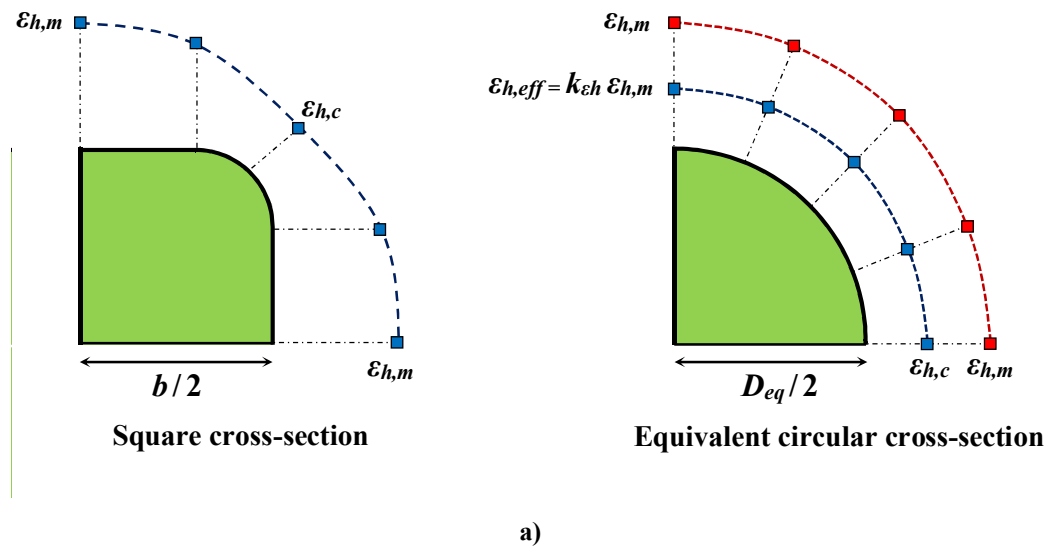 εh,m
εh,c
εh,m
b / 2
Square cross-section
εh,m
εh,eff = kεh εh,m
εh,c εh,m
Deq / 2
Equivalent circular cross-section
a)